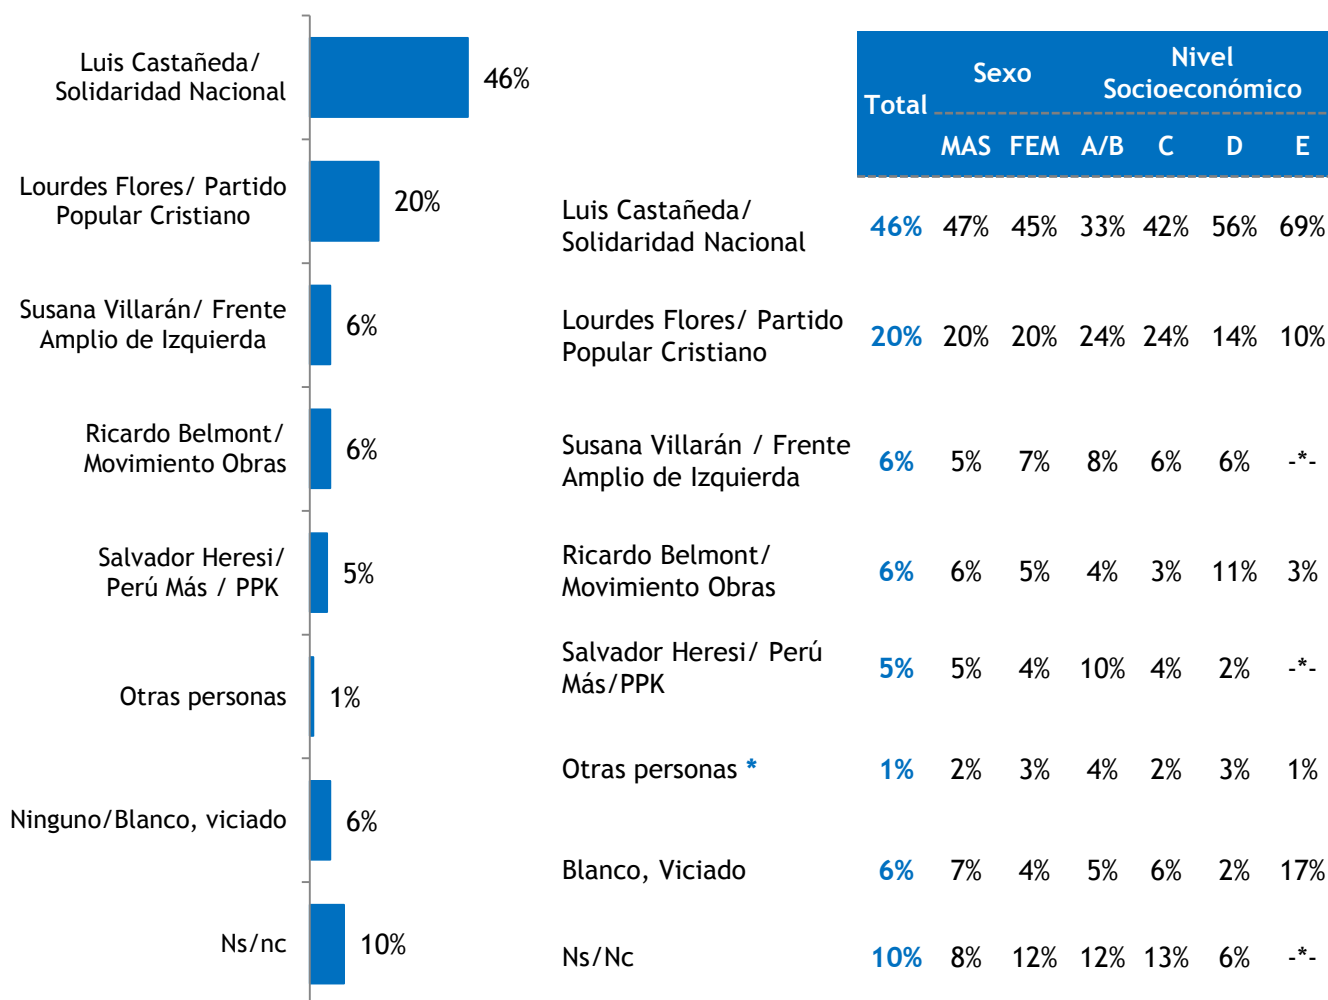 Luis Castañeda/
Solidaridad Nacional
46%
Lourdes Flores/ Partido
Popular Cristiano
20%
Susana Villarán/ Frente
Amplio de Izquierda
6%
Ricardo Belmont/
Movimiento Obras
6%
Salvador Heresi/
Perú Más / PPK
5%
Otras personas
1%
Ninguno/Blanco, viciado
6%
Ns/nc
10%
Total
Sexo
Nivel
Socioeconómico
MAS FEM A/B C D E
Luis Castañeda/
Solidaridad Nacional
46% 47% 45% 33% 42% 56% 69%
Lourdes Flores/ Partido
Popular Cristiano
20% 20% 20% 24% 24% 14% 10%
Susana Villarán / Frente
Amplio de Izquierda
6% 5% 7% 8% 6% 6% -*-
Ricardo Belmont/
Movimiento Obras
6% 6% 5% 4% 3% 11% 3%
Salvador Heresi/ Perú
Más/PPK
5% 5% 4% 10% 4% 2% -*-
Otras personas * 1% 2% 3% 4% 2% 3% 1%
Blanco, Viciado 6% 7% 4% 5% 6% 2% 17%
Ns/Nc 10% 8% 12% 12% 13% 6% -*-